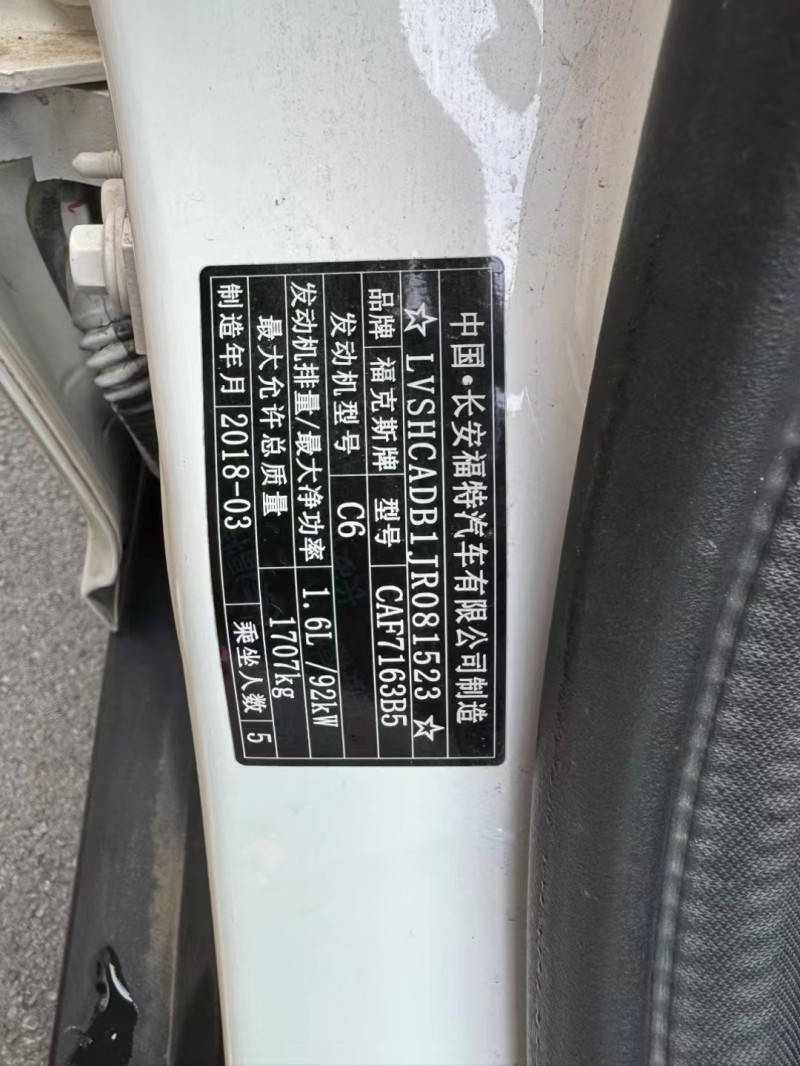 中国·长安福特汽车有限公司制造
☆ LVSHCADB1JR081523 ☆
品牌 福克斯牌 型号 CAF7163B5
发动机型号 C6
发动机排量/最大净功率 1.6L /92kW
最大允许总质量 1707kg
制造年月 2018-03 乘坐人数 5